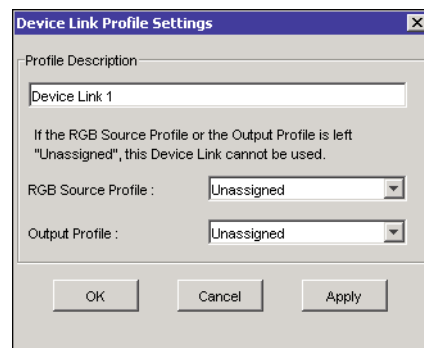 Device Link Profile Settings
Profile Description
Device Link 1
If the RGB Source Profile or the Output Profile is left
"Unassigned", this Device Link cannot be used.
RGB Source Profile : Unassigned
Output Profile : Unassigned
OK Cancel Apply